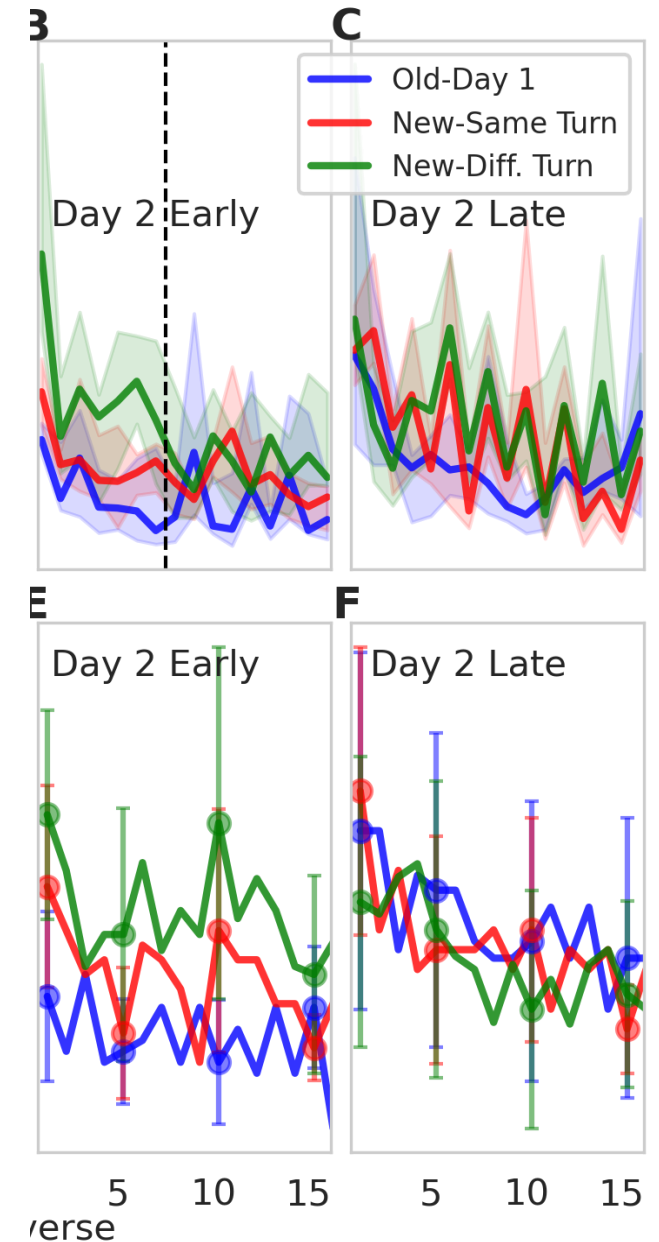 B
C
Old-Day 1
New-Same Turn
New-Diff. Turn
Day 2 Early
Day 2 Late
E
F
Day 2 Early
Day 2 Late
5 10 15
5 10 15
verse